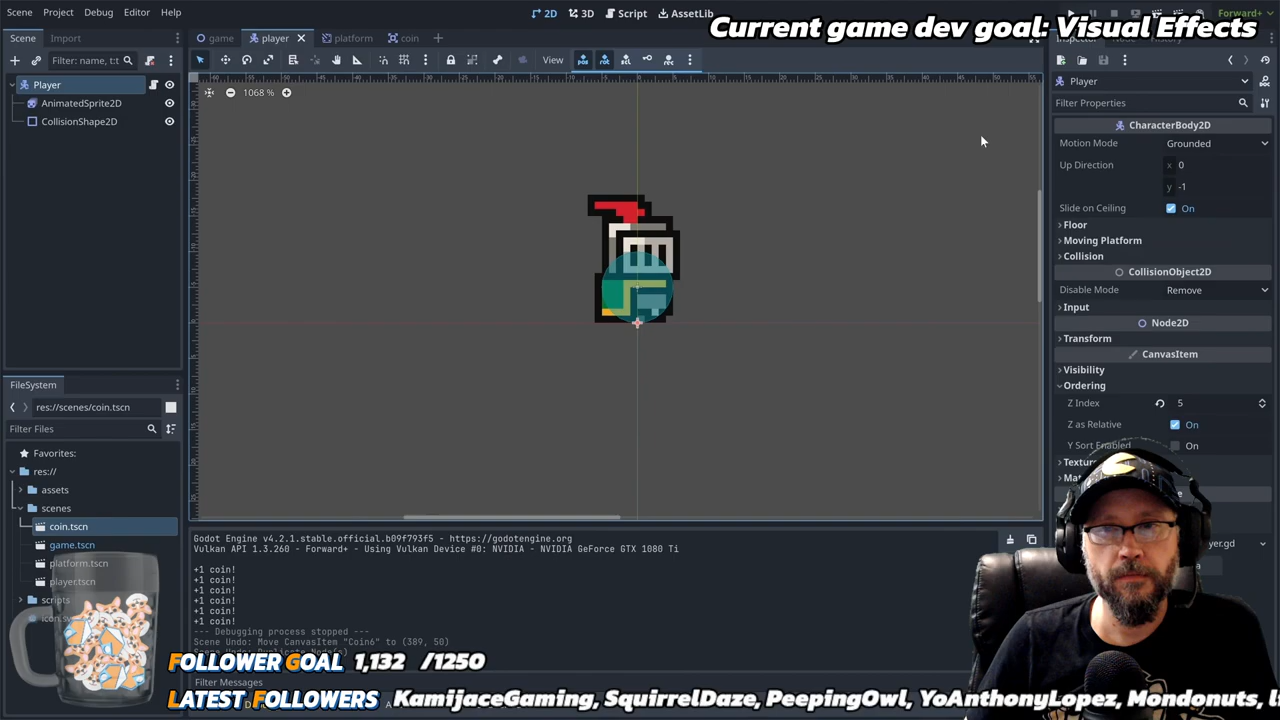 Scene Project Debug Editor Help
2D 3D Script AssetLib
Forward+
Current game dev goal: Visual Effects
Scene Import
game player platform coin
Inspector
Filter: name, t:t
View
Player
Player
AnimatedSprite2D
CollisionShape2D
1068 %
Filter Properties
CharacterBody2D
Motion Mode Grounded
Up Direction x 0
y -1
Slide on Ceiling On
Floor
Moving Platform
Collision
CollisionObject2D
Disable Mode Remove
Input
Node2D
Transform
CanvasItem
Visibility
Ordering
Z Index 5
Z as Relative On
Y Sort Enabled On
FileSystem
res://scenes/coin.tscn
Filter Files
Favorites:
res://
assets
scenes
coin.tscn
game.tscn
platform.tscn
player.tscn
scripts
Godot Engine v4.2.1.stable.official.b09f793f5 - https://godotengine.org
Vulkan API 1.3.260 - Forward+ - Using Vulkan Device #0: NVIDIA - NVIDIA GeForce GTX 1080 Ti
+1 coin!
+1 coin!
+1 coin!
+1 coin!
+1 coin!
+1 coin!
--- Debugging process stopped ---
Scene Undo: Move CanvasItem "Coin6" to (389, 50)
Filter Messages
Follower Goal 1,132 /1250
Latest Followers KamijaceGaming, SquirrelDaze, PeepingOwl, YoAnthonyLopez, Mondonuts,